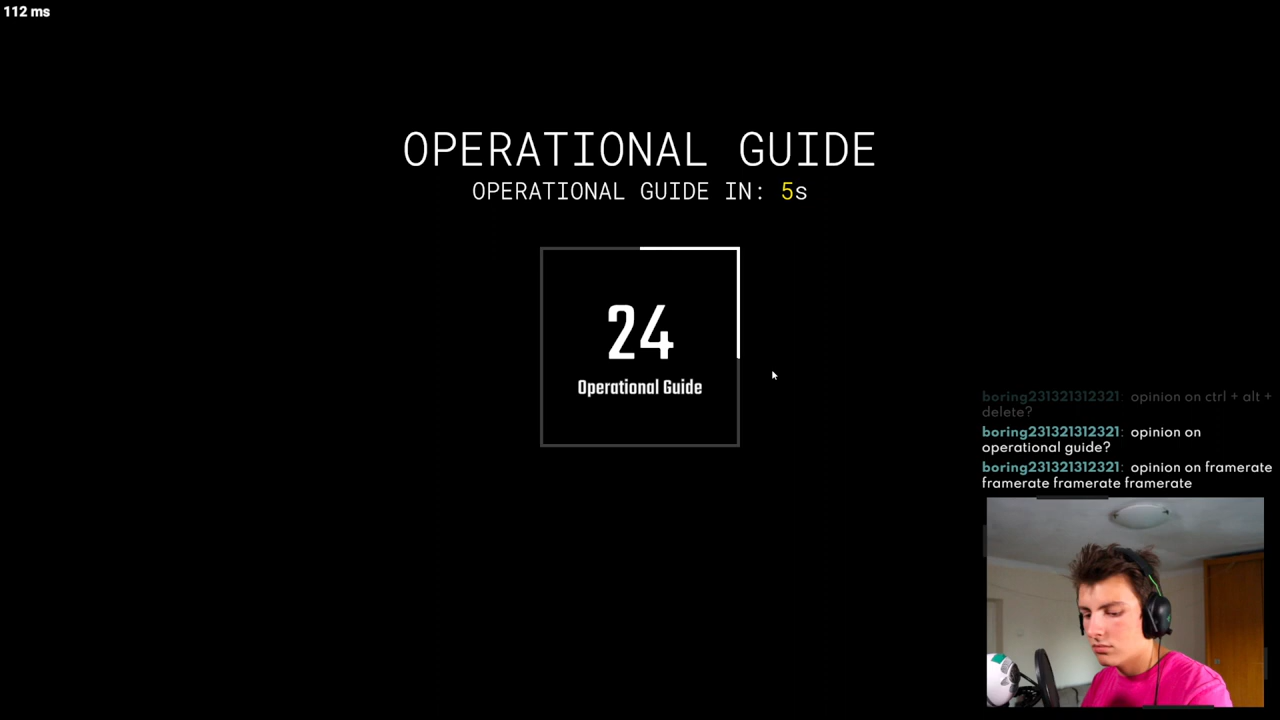 112 ms
OPERATIONAL GUIDE
OPERATIONAL GUIDE IN: 5s
24
Operational Guide
boring231321312321: opinion on ctrl + alt +
delete?
boring231321312321: opinion on
operational guide?
boring231321312321: opinion on framerate
framerate framerate framerate